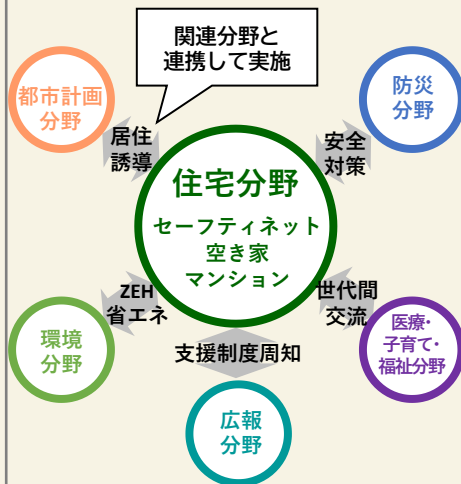 関連分野と
連携して実施
都市計画
分野
防災
分野
居住
誘導
安全
対策
住宅分野
セーフティネット
空き家
マンション
ZEH
省エネ
世代間
交流
環境
分野
支援制度周知
医療・
子育て・
福祉分野
広報
分野